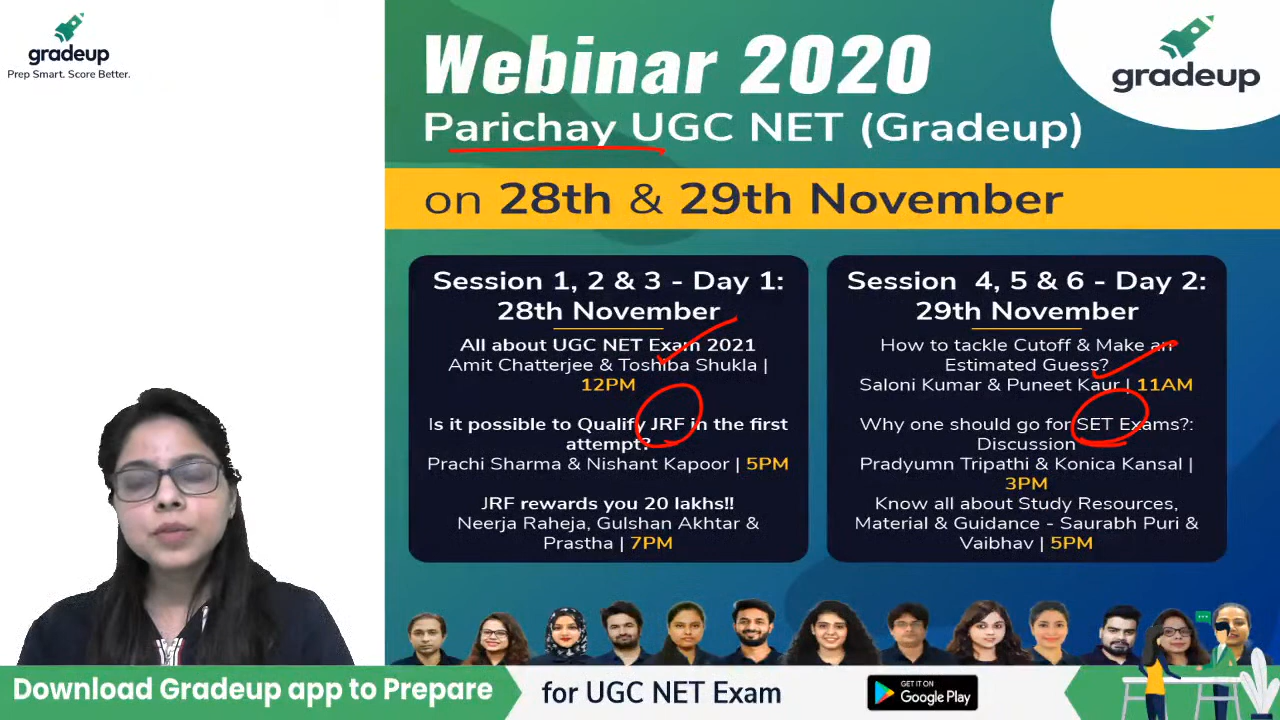 gradeup
Prep Smart. Score Better.
Webinar 2020
Parichay UGC NET (Gradeup)
gradeup
on 28th & 29th November
Session 1, 2 & 3 - Day 1:
28th November
All about UGC NET Exam 2021
Amit Chatterjee & Toshiba Shukla |
12PM
Is it possible to Qualify JRF in the first
attempt?
Prachi Sharma & Nishant Kapoor | 5PM
JRF rewards you 20 lakhs!!
Neerja Raheja, Gulshan Akhtar &
Prastha | 7PM
Session 4, 5 & 6 - Day 2:
29th November
How to tackle Cutoff & Make an
Estimated Guess?
Saloni Kumar & Puneet Kaur | 11AM
Why one should go for SET Exams?:
Discussion
Pradyumn Tripathi & Konica Kansal |
3PM
Know all about Study Resources,
Material & Guidance - Saurabh Puri &
Vaibhav | 5PM
Download Gradeup app to Prepare
for UGC NET Exam
GET IT ON
Google Play